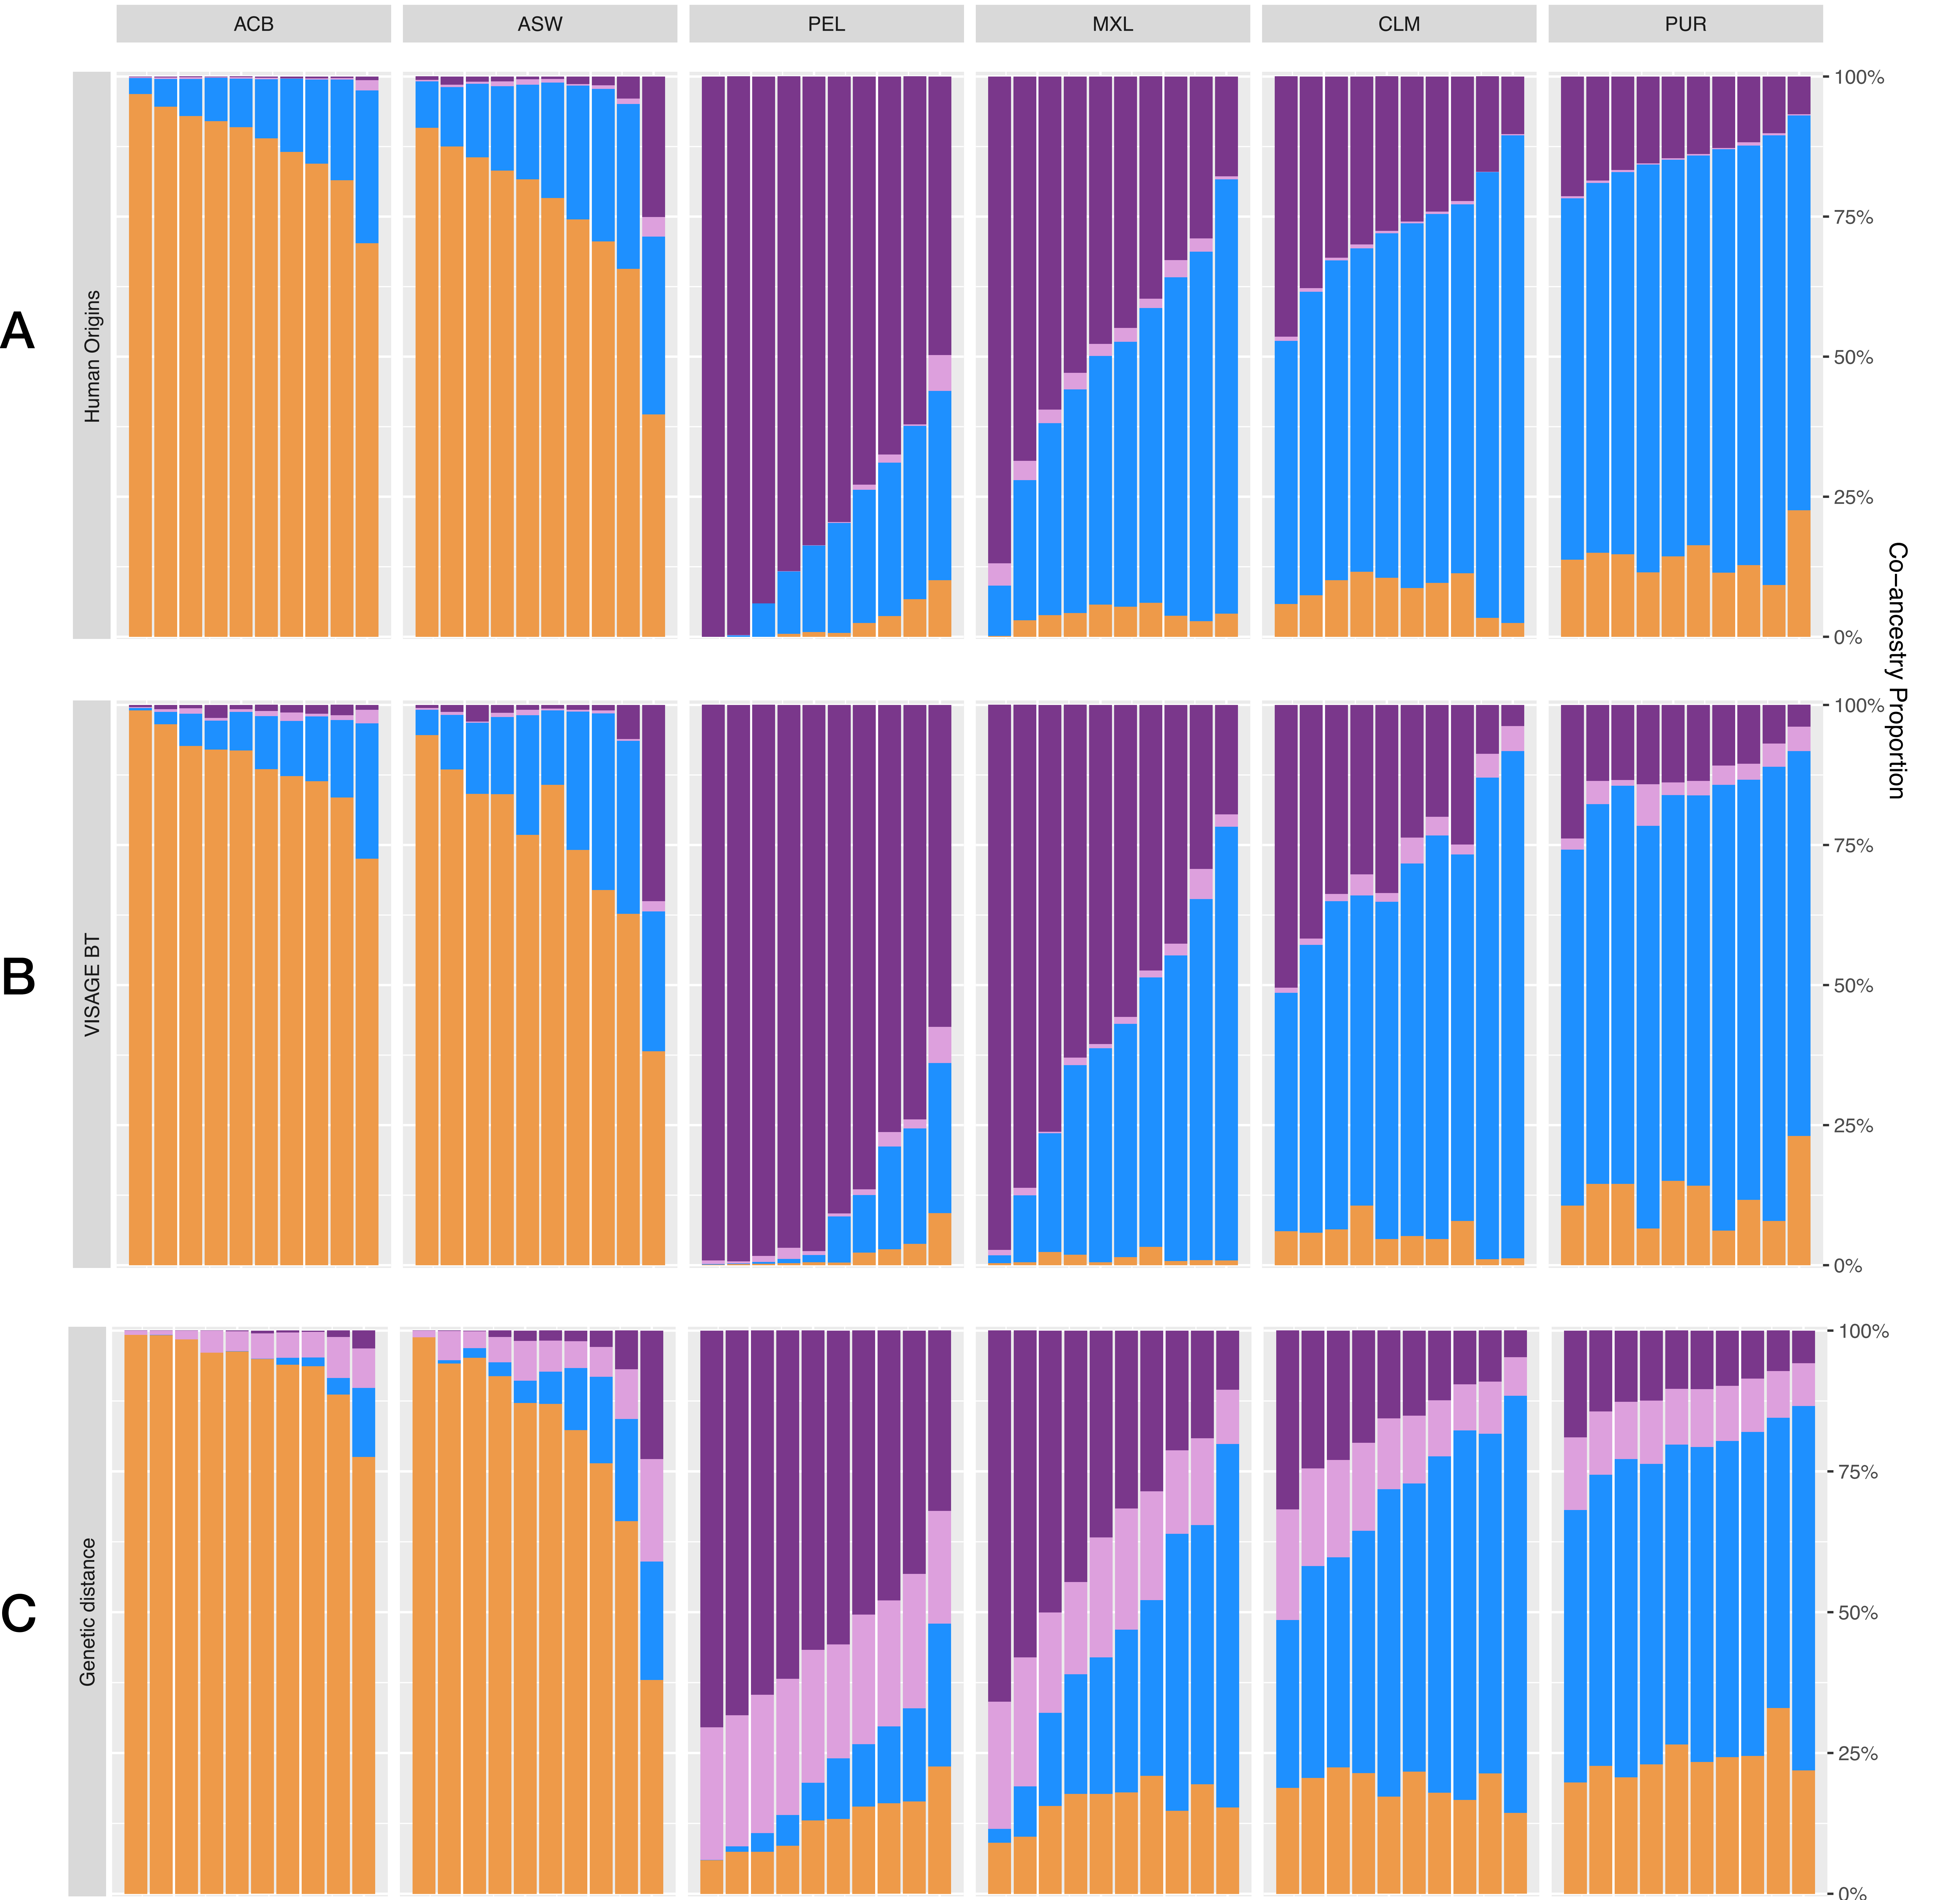 ACB ASW PEL MXL CLM PUR
A
Human Origins
100%
75%
50%
25%
0%
B
VISAGE BT
100%
75%
50%
25%
0%
C
Genetic distance
100%
75%
50%
25%
0%
Co−ancestry Proportion